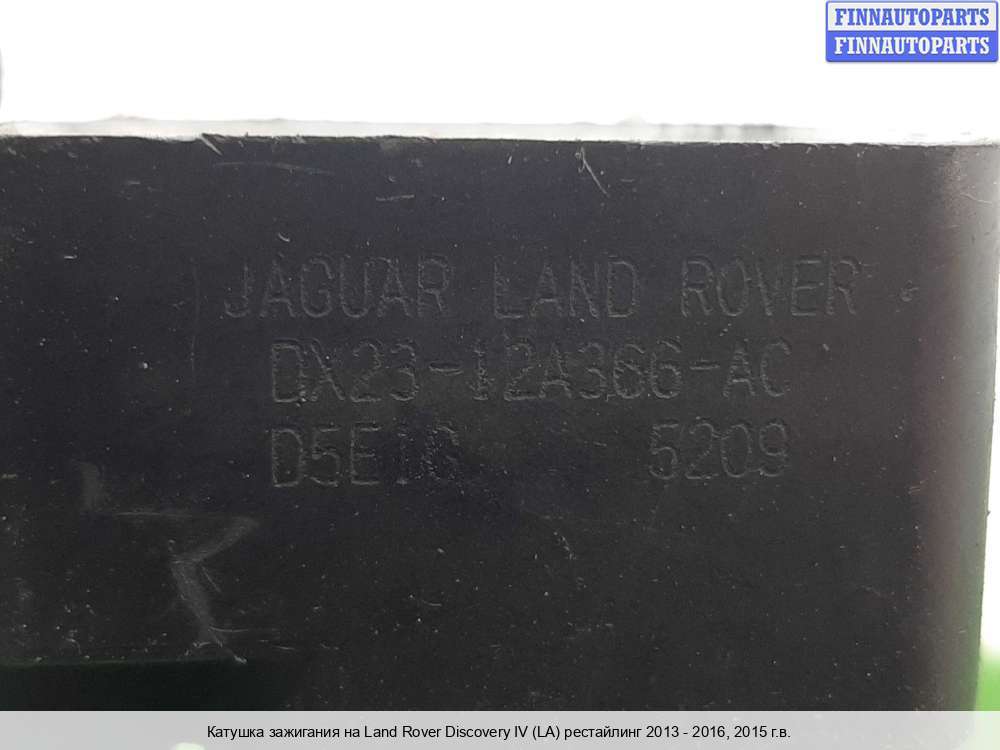 FINNAUTOPARTS
FINNAUTOPARTS
JAGUAR LAND ROVER
DX23-12A366-AC
D5E1C 5209
Катушка зажигания на Land Rover Discovery IV (LA) рестайлинг 2013 - 2016, 2015 г.в.